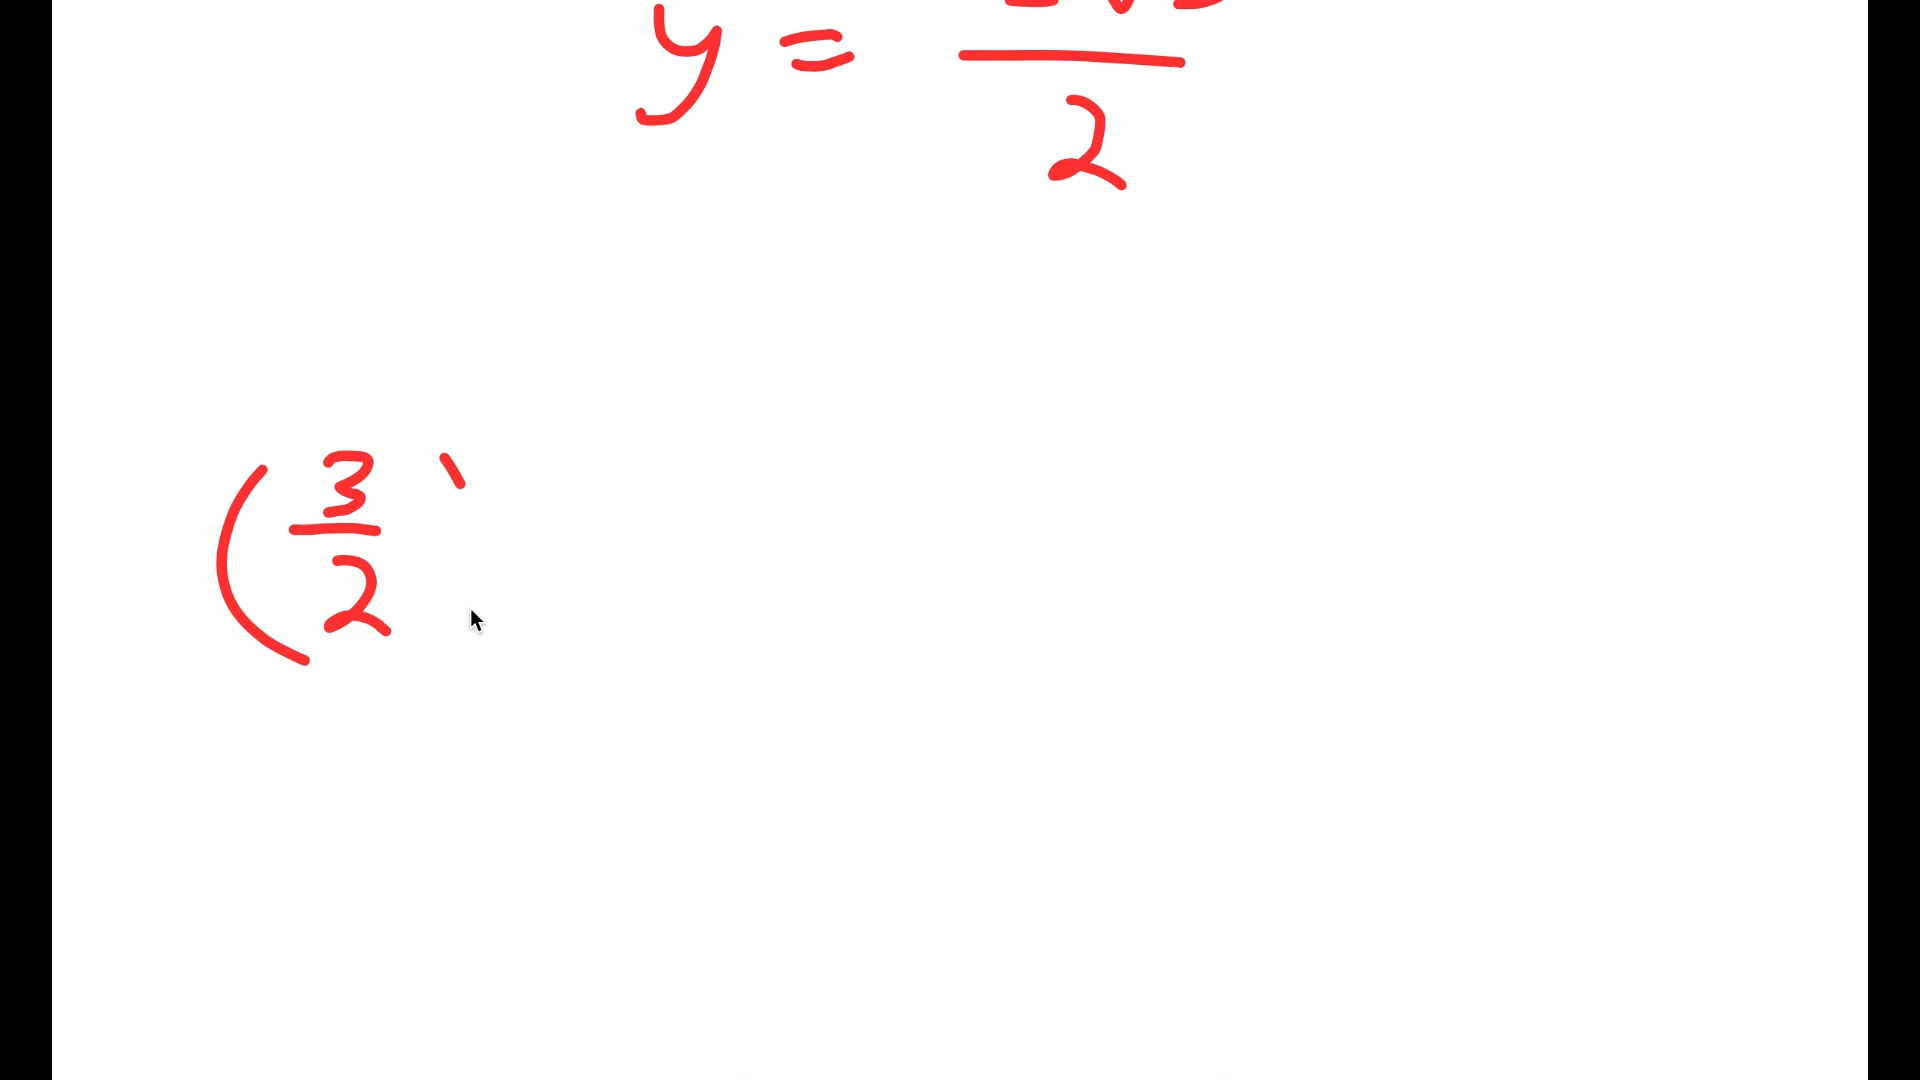 y = ── 2
( 3/2 `